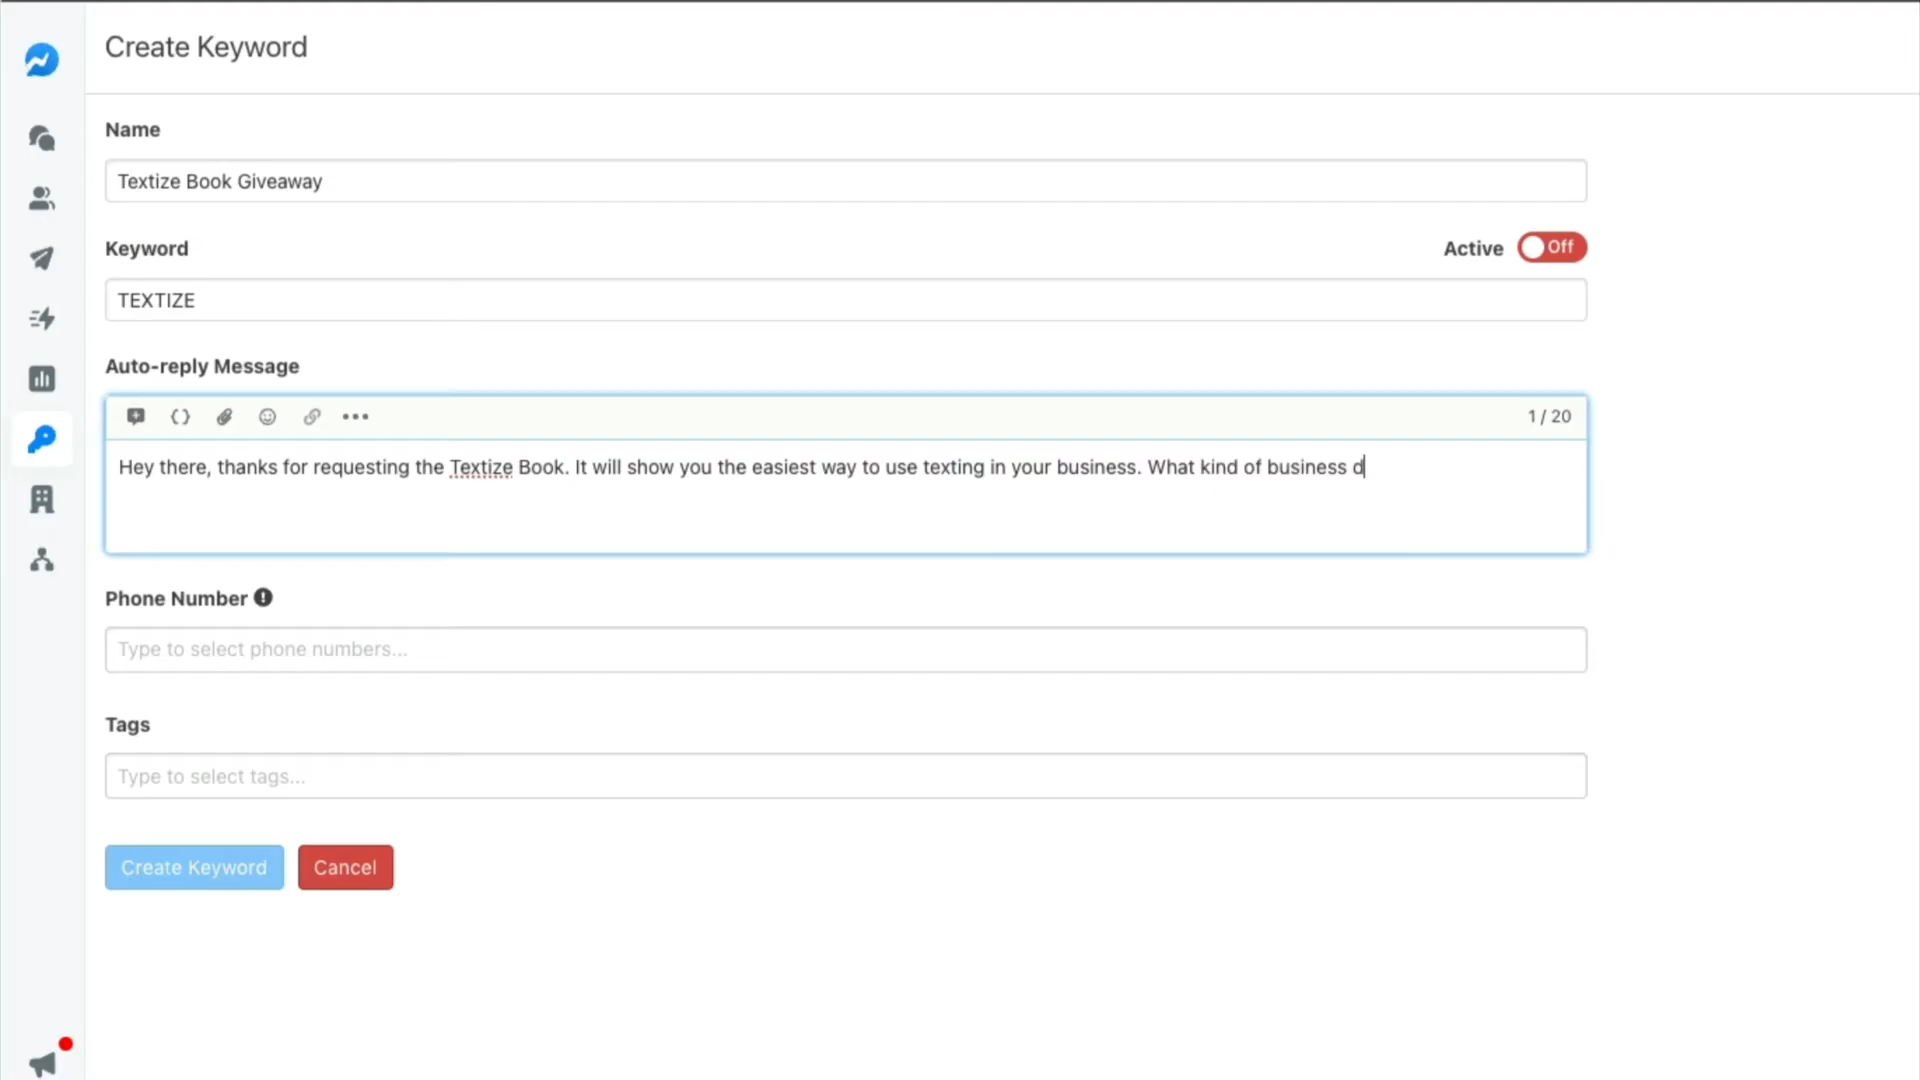 Create Keyword
Name
Textize Book Giveaway
Keyword
Active Off
TEXTIZE
Auto-reply Message
1 / 20
Hey there, thanks for requesting the Textize Book. It will show you the easiest way to use texting in your business. What kind of business d
Phone Number
Type to select phone numbers...
Tags
Type to select tags...
Create Keyword Cancel